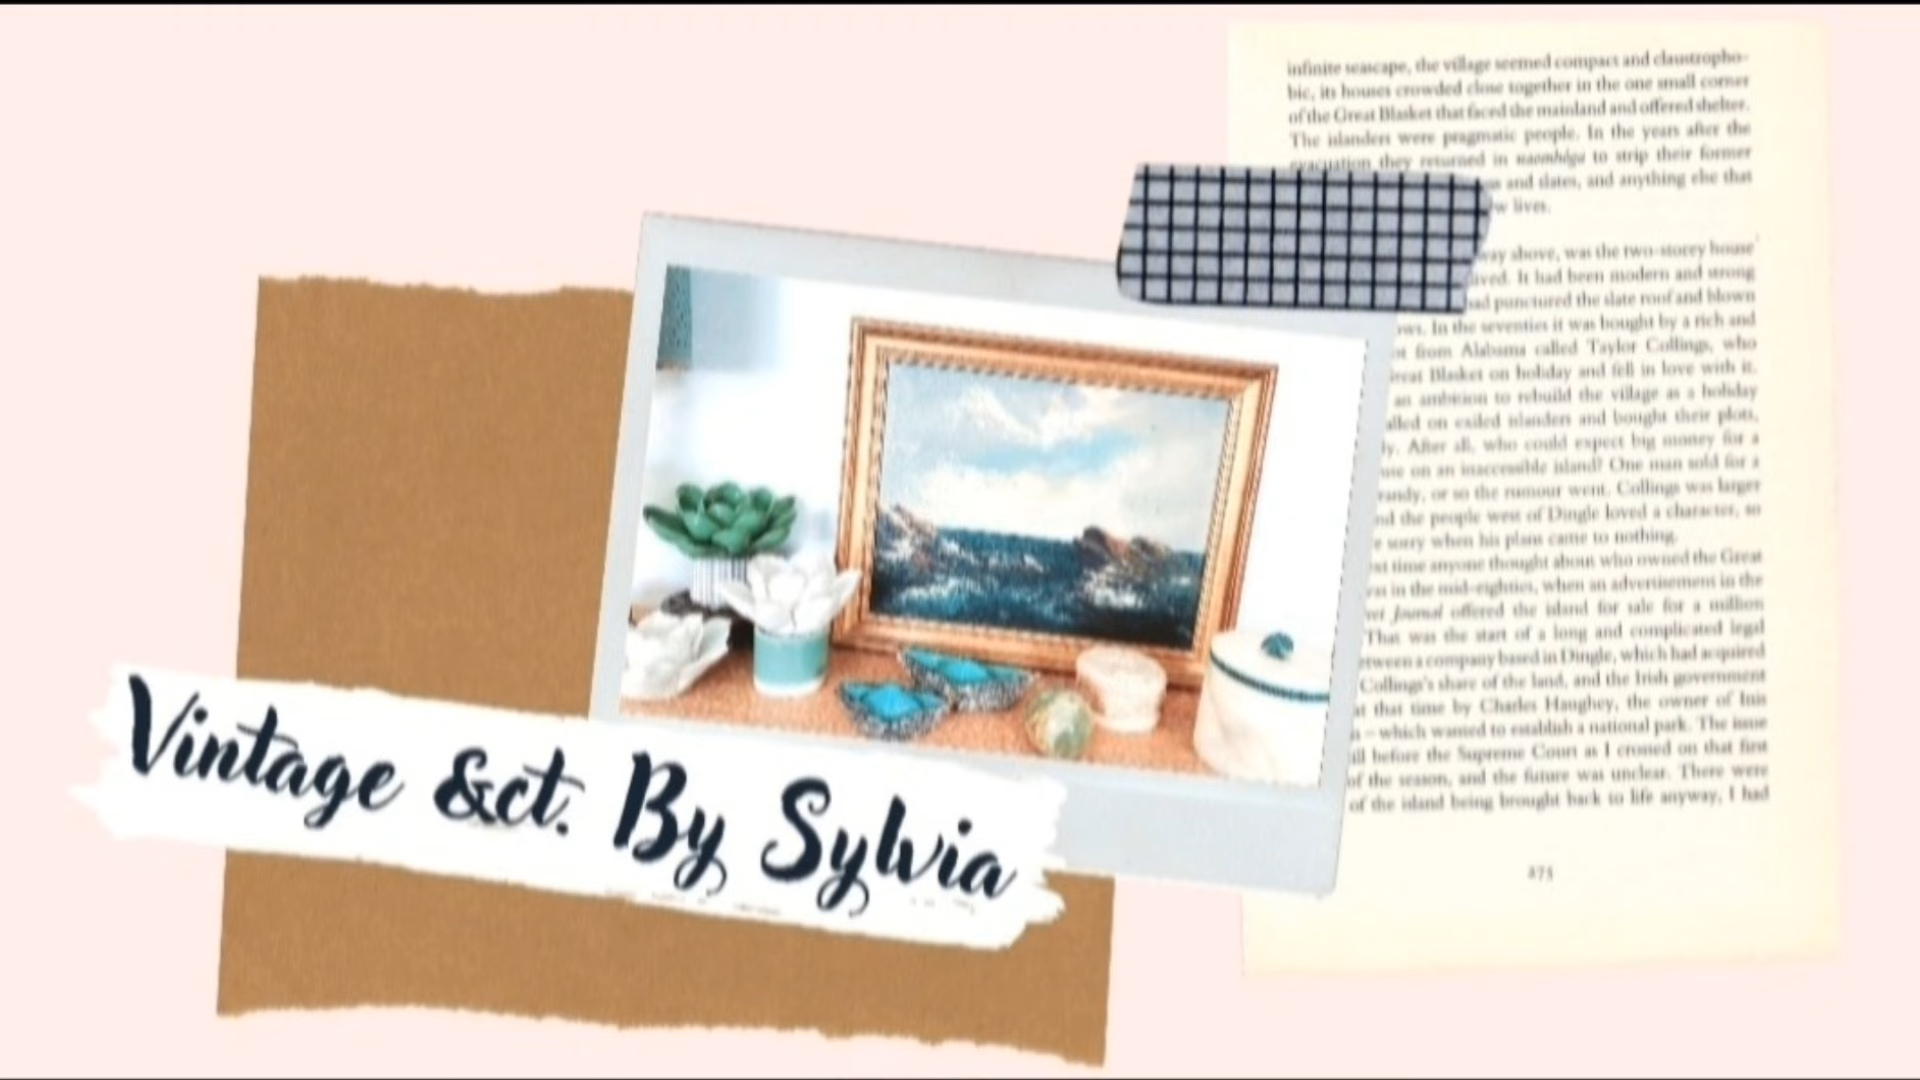 infinite seascape, the village seemed compact and claustropho-
bic, its houses crowded close together in the one small corner
of the Great Blasket that faced the mainland and offered shelter.
The islanders were pragmatic people. In the years after the
evacuation they returned in naomhóga to strip their former
and slates, and anything else that
lives.
way above, was the two-storey house
It had been modern and strong
had punctured the slate roof and blown
In the seventies it was bought by a rich and
from Alabama called Taylor Collings, who
Great Blasket on holiday and fell in love with it.
an ambition to rebuild the village as a holiday
on exiled islanders and bought their plots,
After all, who could expect big money for a
on an inaccessible island? One man sold for a
or so the rumour went. Collings was larger
and the people west of Dingle loved a character, so
sorry when his plans came to nothing.
time anyone thought about who owned the Great
in the mid-eighties, when an advertisement in the
Journal offered the island for sale for a million
That was the start of a long and complicated legal
between a company based in Dingle, which had acquired
Collings's share of the land, and the Irish government
at that time by Charles Haughey, the owner of Inis
– which wanted to establish a national park. The issue
before the Supreme Court as I crossed on that first
of the season, and the future was unclear. There were
of the island being brought back to life anyway, I had
275
Vintage &ct. By Sylvia